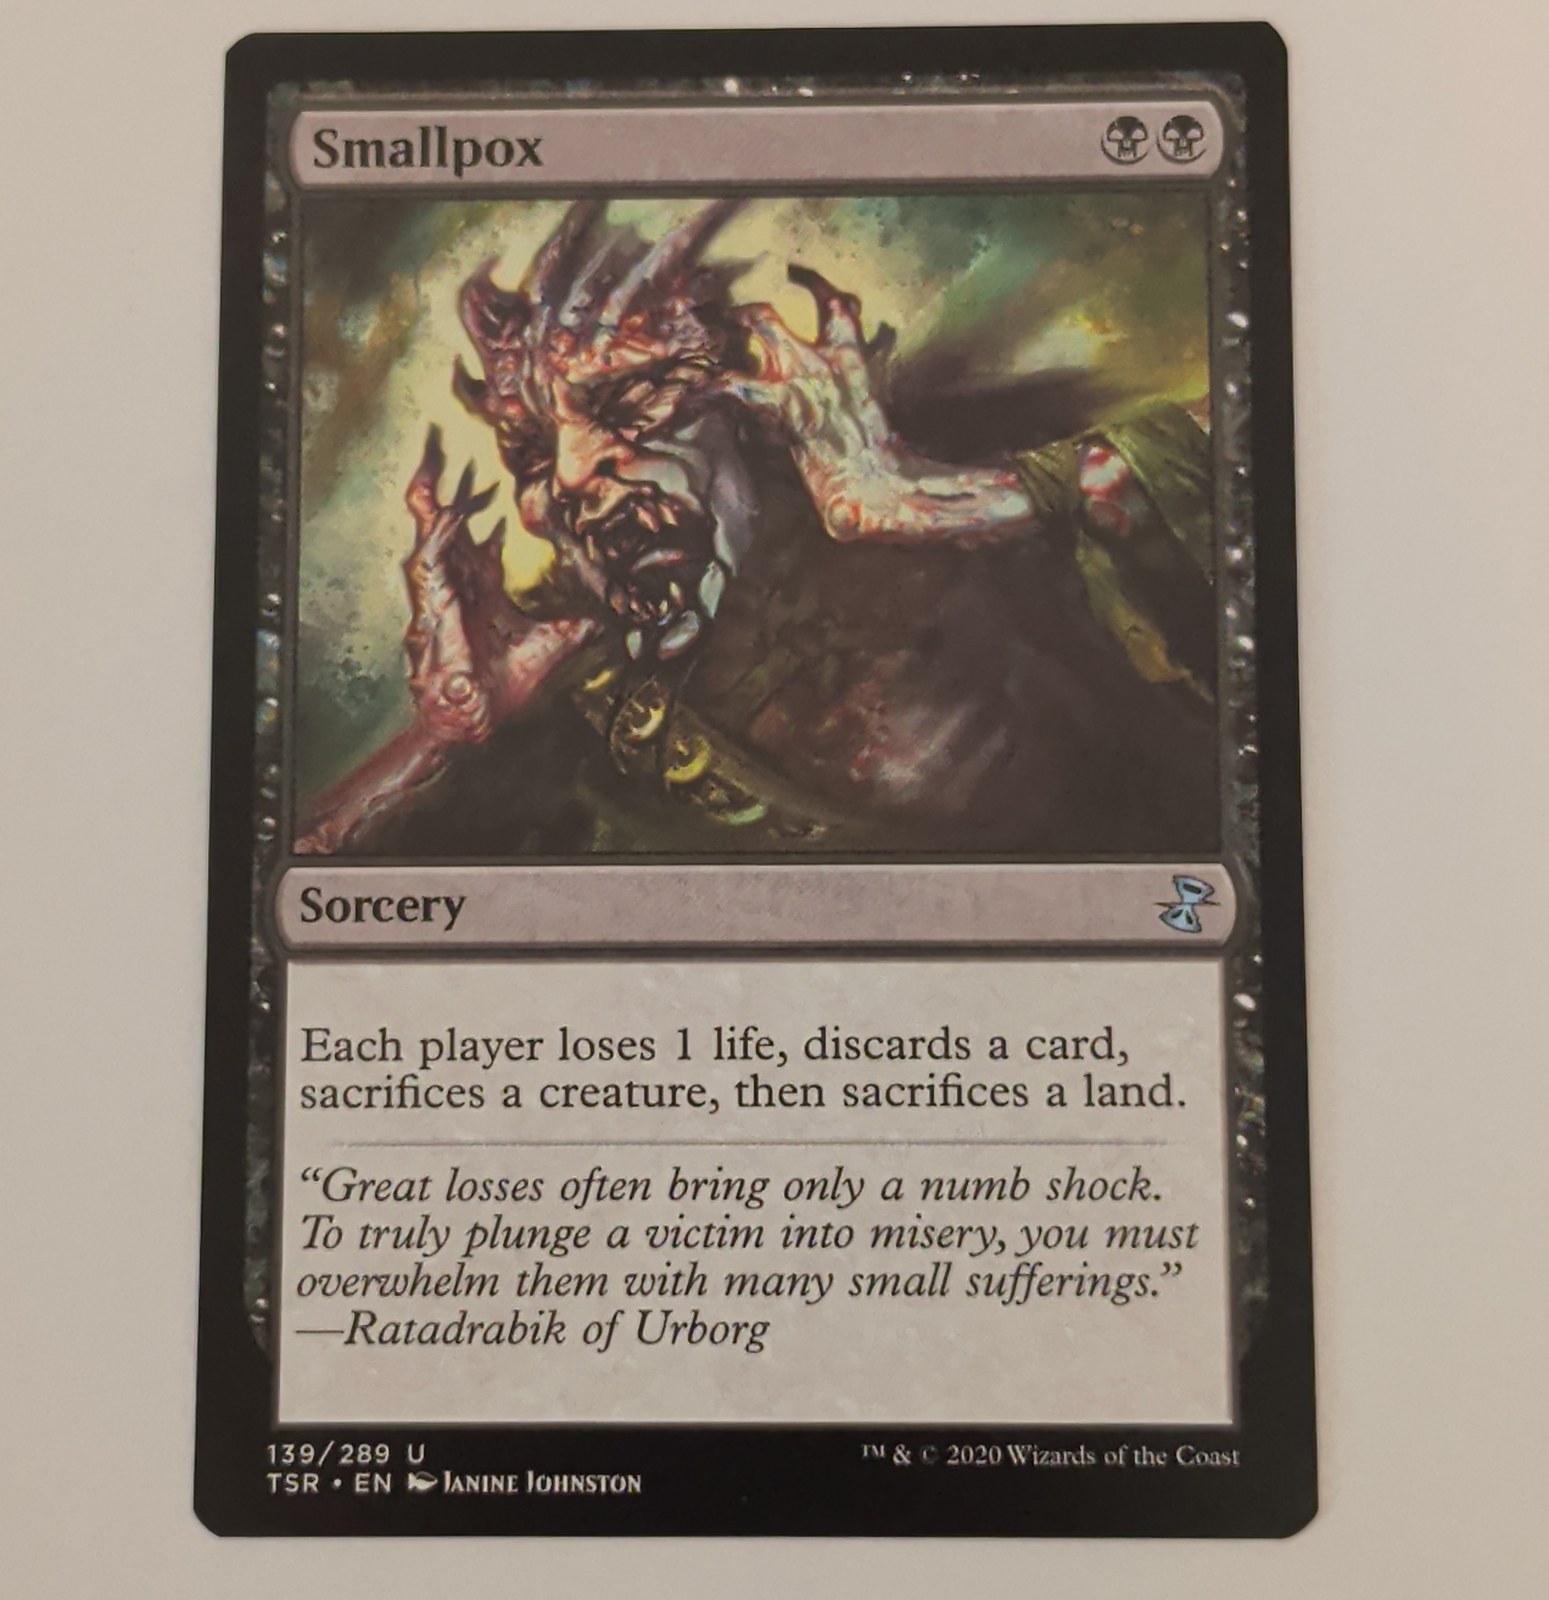 Smallpox
Sorcery
Each player loses 1 life, discards a card,
sacrifices a creature, then sacrifices a land.
“Great losses often bring only a numb shock.
To truly plunge a victim into misery, you must
overwhelm them with many small sufferings.”
—Ratadrabik of Urborg
139/289 U
TSR • EN JANINE JOHNSTON
™ & © 2020 Wizards of the Coast